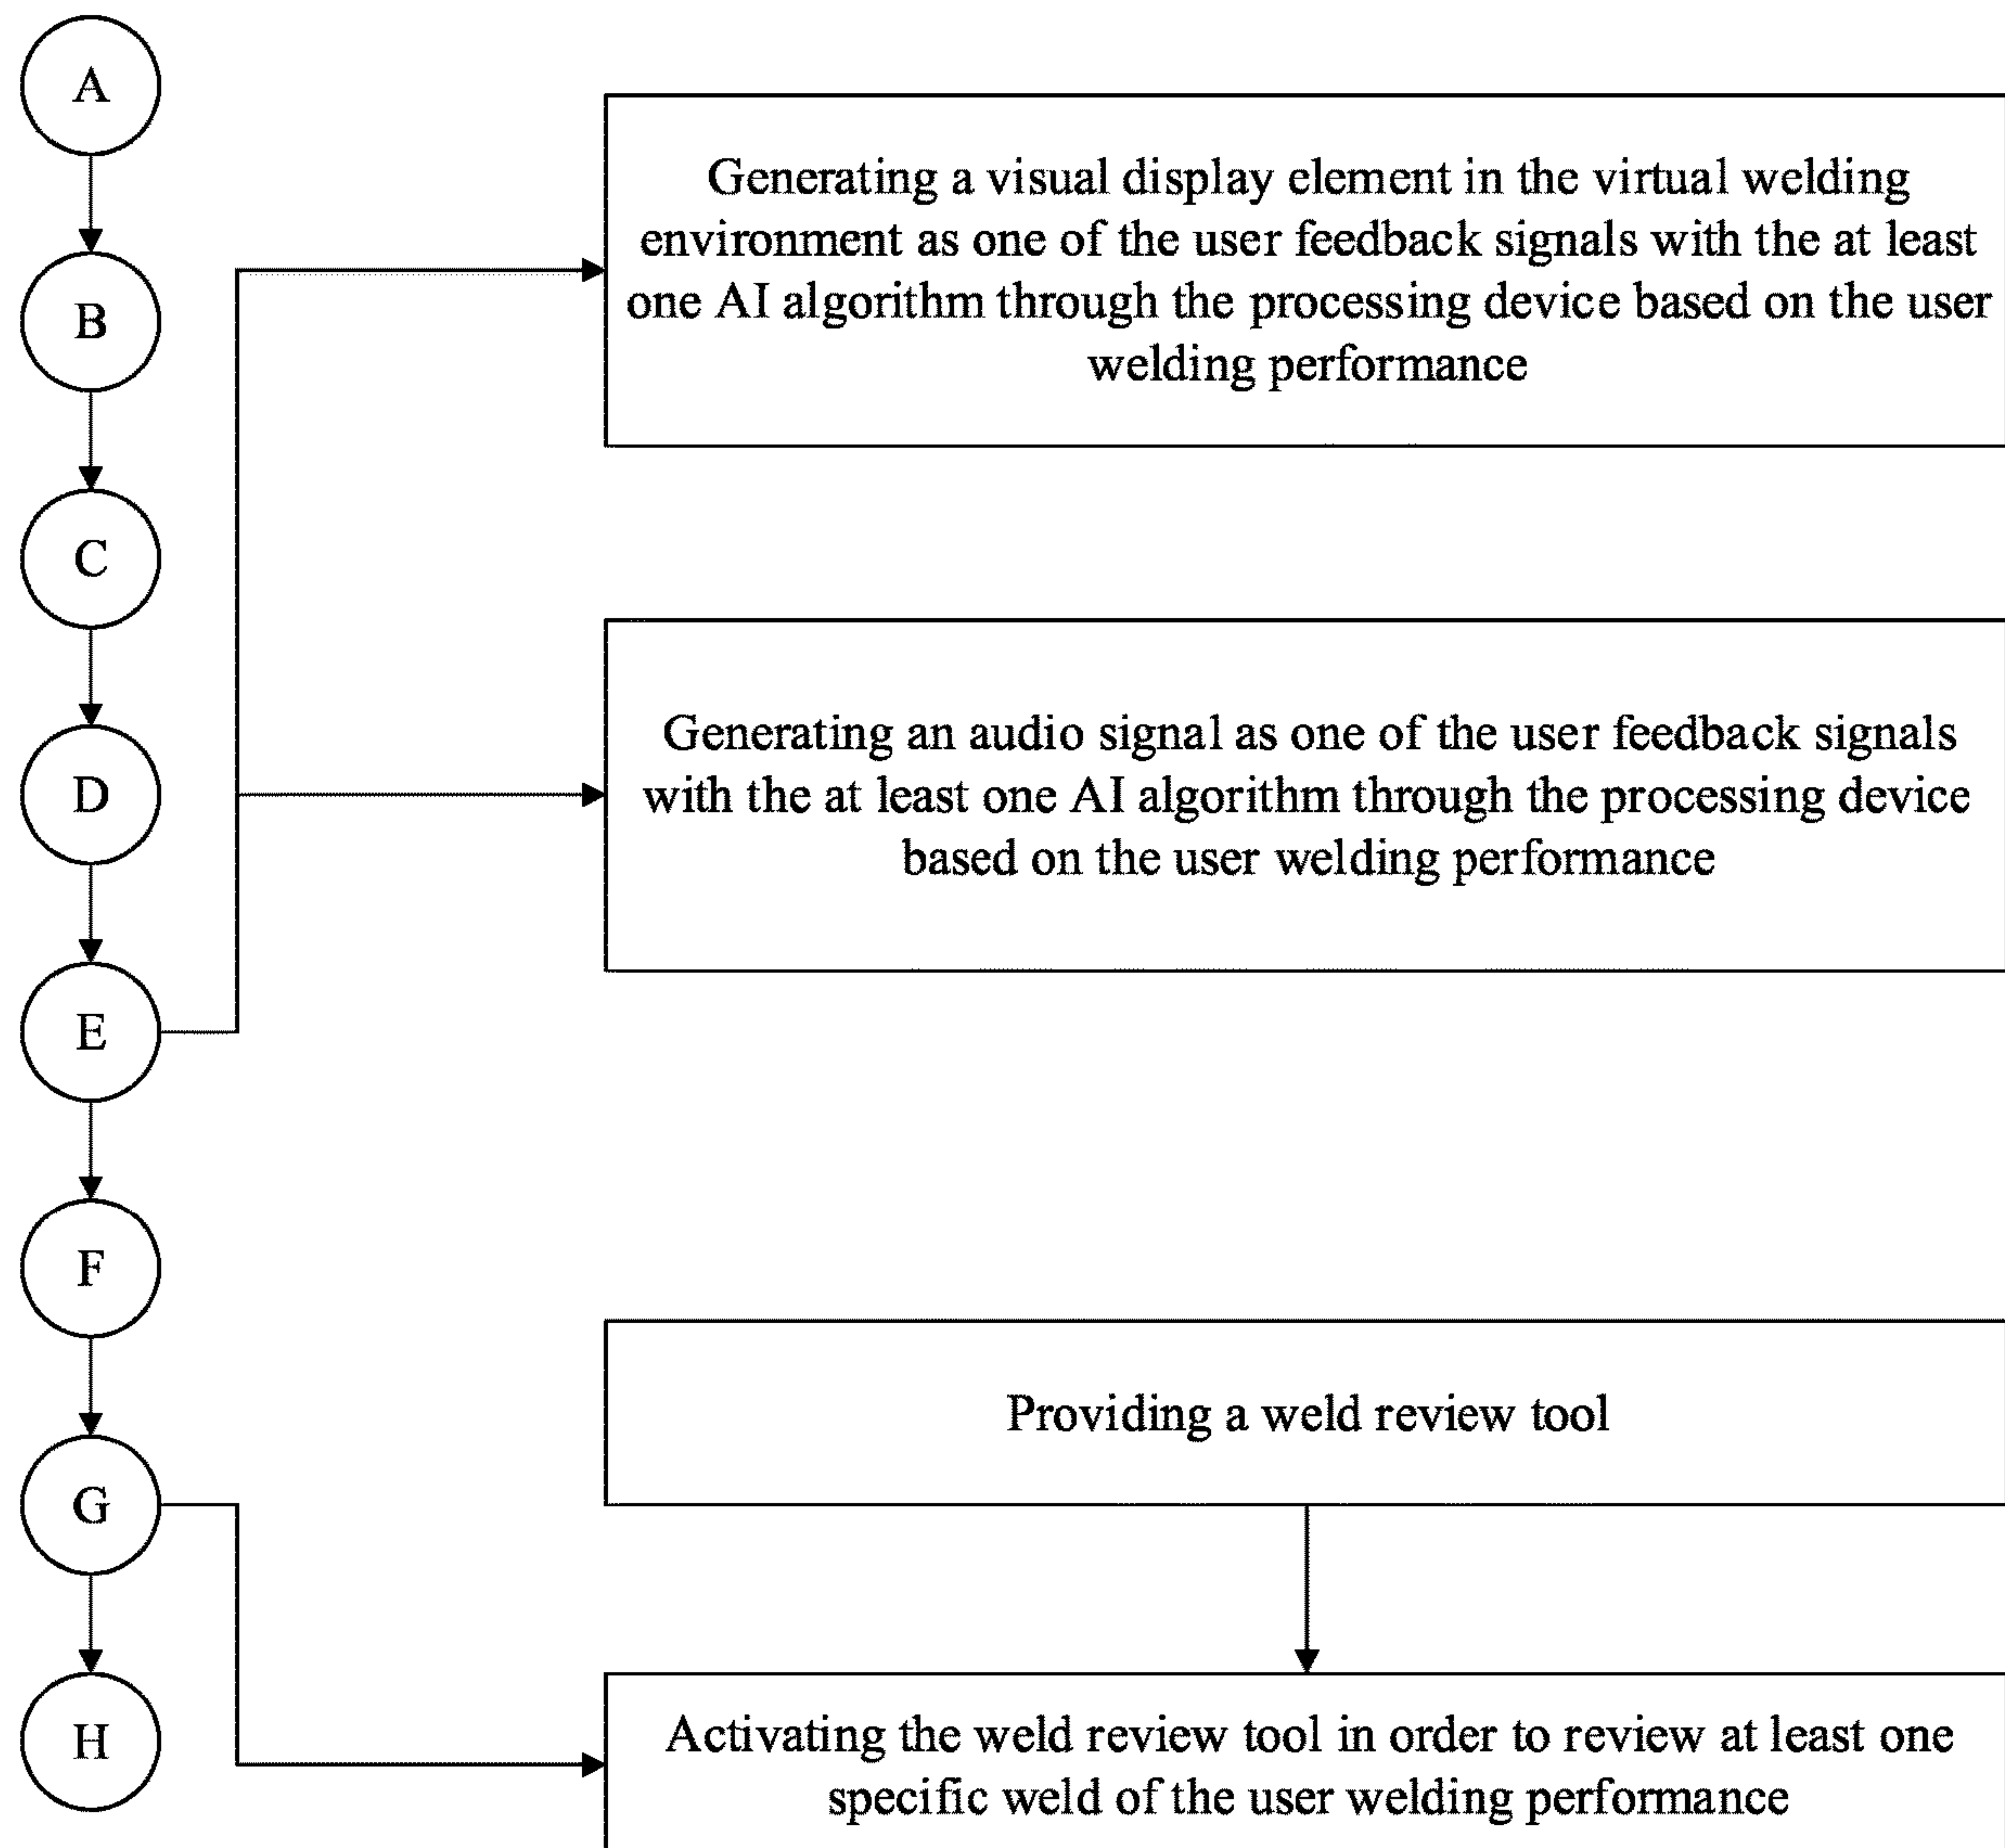 A
Generating a visual display element in the virtual welding
environment as one of the user feedback signals with the at least
one AI algorithm through the processing device based on the user
welding performance
B
C
Generating an audio signal as one of the user feedback signals
with the at least one AI algorithm through the processing device
based on the user welding performance
D
E
F
Providing a weld review tool
G
Activating the weld review tool in order to review at least one
specific weld of the user welding performance
H